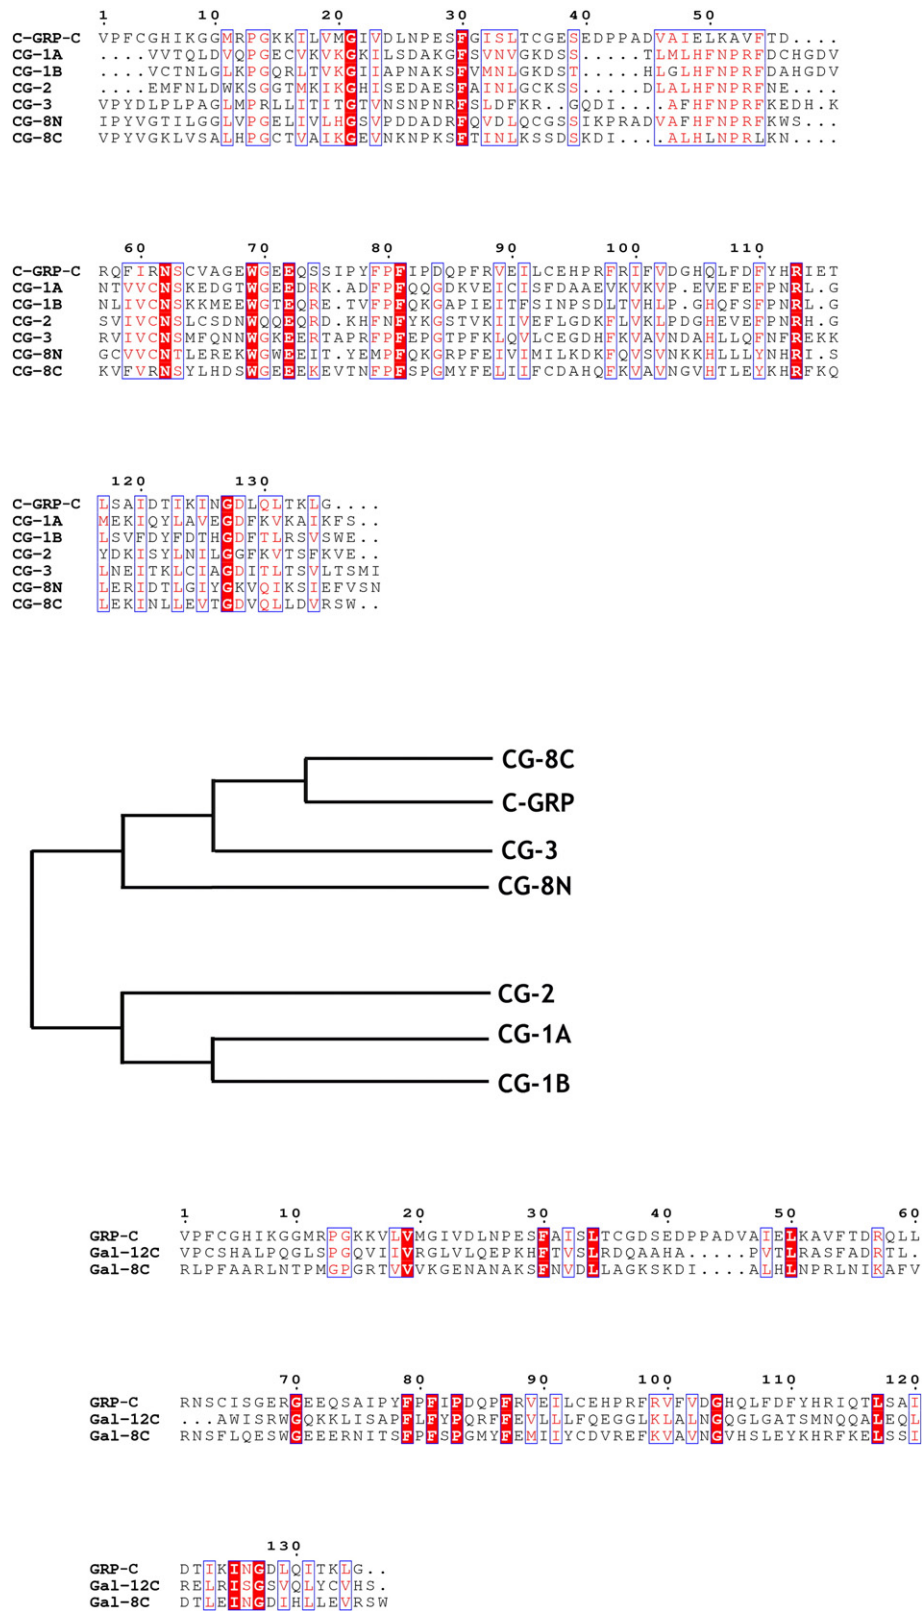 1 10 20 30 40 50
C-GRP-C VPFCGHIKGGMRPGKKILVMGIVDLNPESFGISLTCGESEDPPADVAIELKAVFTD....
CG-1A ....VVTQLDVQPGECVKVKGKILSDAKGFSVNVGKDSS.....TLMLHFNPRFDCHGDV
CG-1B ....VCTNLGLKPGQRLTVKGIIAPNAKSFVMNLGKDST.....HLGLHFNPRFDAHGDV
CG-2 ....EMFNLDWKSGGTMKIKGHISEDAESFAINLGCKSS.....DLALHFNPRFNE....
CG-3 VPYDLPLPAGLMPRLLITITGTVNSNPNRFSLDFKR.GQDI...AFHFNPRFKEDH.K
CG-8N IPYVGTILGGLVPGELIVLHGSVPDDADRFQVDLQCGSSIKPRADVAFHFNPRFKWS...
CG-8C VPYVGKLVSALHPGCTVAIKGEVNKNPKSFTINLKSSDSKDI...ALHLNPRLKN....
60 70 80 90 100 110
C-GRP-C RQFIRNSCVAGEWGEEQSSIPYFPFIPDQPFRVEILCEHPRFRIFVDGHQLFDFYHRIET
CG-1A NTVVCNSKEDGTWGEEDRK.ADFPFQQGDKVEICISFDAAEVKVKVP.EVEFEFPNRL.G
CG-1B NLIVCNSKKMEEWGTEQRE.TVFPFQKGAPIEITFSINPSDLTVHLP.GHQFSFPNRL.G
CG-2 SVIVCNSLCSDNWQQEQRD.KHFNFYKGSTVKIIVEFLGDKFLVKLPDGHEVEFPNRH.G
CG-3 RVIVCNSMFQNNWGKEERTAPRFPFEPGTPFKLQVLCEGDHFKVAVNDAHLLQFNFREKK
CG-8N GCVVCNTLEREKWGWEEIT.YEMPFQKGRPFEIVIMILKDKFQVSVNKKHLLLYNHRI.S
CG-8C KVFVRNSYLHDSWGEEEKEVTNFPFSPGMYFELIIFCDAHQFKVAVNGVHTLEYKHRFKQ
120 130
C-GRP-C LSAIDTIKINGDLQLTKLG....
CG-1A MEKIQYLAVEGDFKVKAIKFS..
CG-1B LSVFDYFDTHGDFTLRSVSWE..
CG-2 YDKISYLNILGGFKVTSFKVE..
CG-3 LNEITKLCIAGDITLTSVLTSMI
CG-8N LERIDTLGIYGKVQIKSIEFVSN
CG-8C LEKINLLEVTGDVQLLDVRSW..
CG-8C
C-GRP
CG-3
CG-8N
CG-2
CG-1A
CG-1B
1 10 20 30 40 50 60
GRP-C VPFCGHIKGGMRPGKKVLVMGIVDLNPESFAISLTCGDSEDPPADVAIELKAVFTDRQLL
Gal-12C VPCSHALPQGLSPGQVIIVRGLVLQEPKHFTVSLRDQAAHA....PVTLRASFADRTL.
Gal-8C RLPFAARLNTPMGPGRTVVVKGENANAKSFNVDLLAGKSKDI....ALHLNPRLNIKAFV
70 80 90 100 110 120
GRP-C RNSCISGERGEEQSAIPYFPFIPDQPFRVEILCEHPRFRVFVDGHQLFDFYHRIQTLSAI
Gal-12C ...AWISRWGQKKLISAPFLFYPQRFFEVLLLFQEGGLKLALNGQGLGATSMNQQALEQL
Gal-8C RNSFLQESWGEEERNITSFPFSPGMYFEMIIYCDVREFKVAVNGVHSLEYKHRFKELSSI
130
GRP-C DTIKINGDLQITKLG..
Gal-12C RELRISGSVQLYCVHS.
Gal-8C DTLEINGDIHLLEVRSW